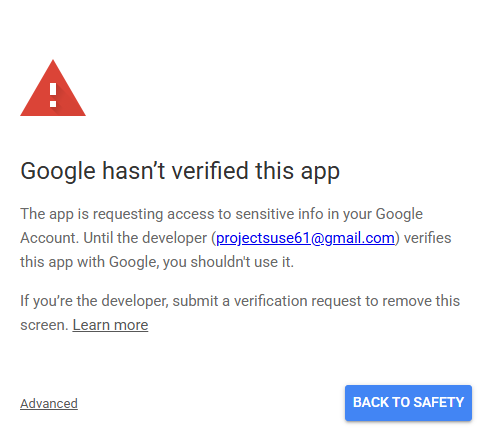 Google hasn’t verified this app
The app is requesting access to sensitive info in your Google
Account. Until the developer (projectsuse61@gmail.com) verifies
this app with Google, you shouldn't use it.
If you’re the developer, submit a verification request to remove this
screen. Learn more
Advanced
BACK TO SAFETY